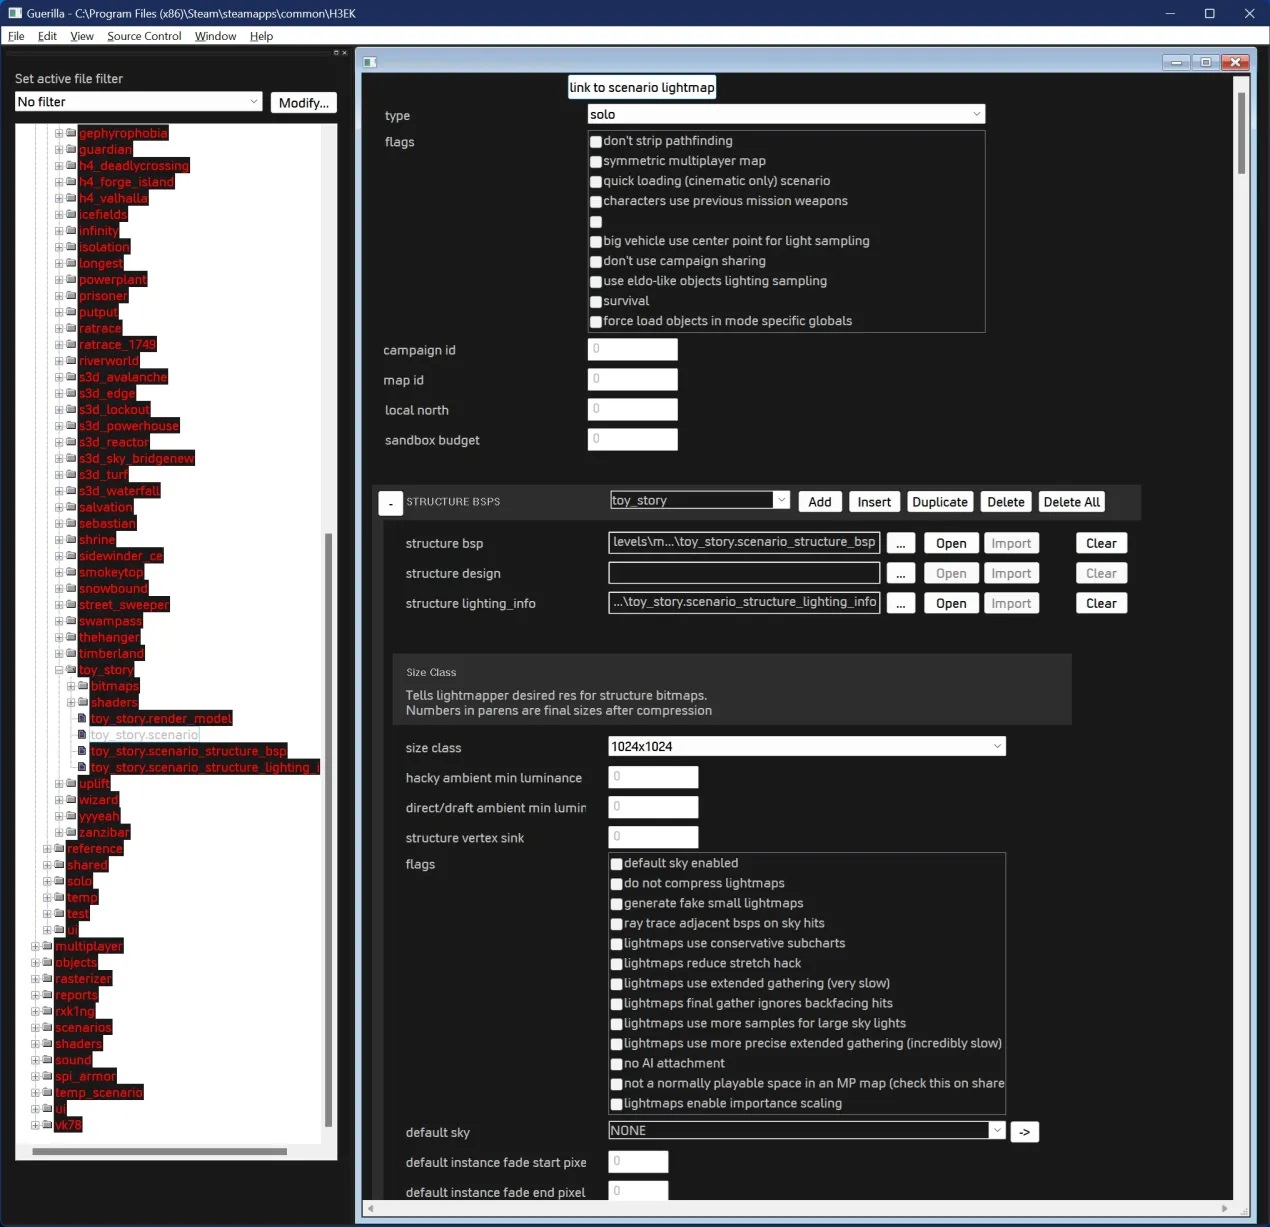 Guerilla - C:\Program Files (x86)\Steam\steamapps\common\H3EK
File Edit View Source Control Window Help
Set active file filter
No filter
Modify...
gephyrophobia
guardian
h4_deadlycrossing
h4_forge_island
h4_valhalla
icefields
infinity
isolation
longest
powerplant
prisoner
putput
ratrace
ratrace_1749
riverworld
s3d_avalanche
s3d_edge
s3d_lockout
s3d_powerhouse
s3d_reactor
s3d_sky_bridgenew
s3d_turf
s3d_waterfall
salvation
sebastian
shrine
sidewinder_ce
smokeytop
snowbound
street_sweeper
swampass
thehanger
timberland
toy_story
bitmaps
shaders
toy_story.render_model
toy_story.scenario
toy_story.scenario_structure_bsp
toy_story.scenario_structure_lighting_i
uplift
wizard
yyyeah
zanzibar
reference
shared
solo
temp
test
ui
multiplayer
objects
rasterizer
reports
rxk1ng
scenarios
shaders
sound
spi_armor
temp_scenario
ui
vk78
link to scenario lightmap
type solo
flags
don't strip pathfinding
symmetric multiplayer map
quick loading (cinematic only) scenario
characters use previous mission weapons
big vehicle use center point for light sampling
don't use campaign sharing
use eldo-like objects lighting sampling
survival
force load objects in mode specific globals
campaign id 0
map id 0
local north 0
sandbox budget 0
- STRUCTURE BSPS toy_story Add Insert Duplicate Delete Delete All
structure bsp levels\m...\toy_story.scenario_structure_bsp ... Open Import Clear
structure design ... Open Import Clear
structure lighting_info ...\toy_story.scenario_structure_lighting_info ... Open Import Clear
Size Class
Tells lightmapper desired res for structure bitmaps.
Numbers in parens are final sizes after compression
size class 1024x1024
hacky ambient min luminance 0
direct/draft ambient min lumin 0
structure vertex sink 0
flags
default sky enabled
do not compress lightmaps
generate fake small lightmaps
ray trace adjacent bsps on sky hits
lightmaps use conservative subcharts
lightmaps reduce stretch hack
lightmaps use extended gathering (very slow)
lightmaps final gather ignores backfacing hits
lightmaps use more samples for large sky lights
lightmaps use more precise extended gathering (incredibly slow)
no AI attachment
not a normally playable space in an MP map (check this on share
lightmaps enable importance scaling
default sky NONE ->
default instance fade start pixe 0
default instance fade end pixel 0